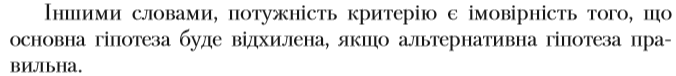 Іншими словами, потужність критерію є імовірність того, що
основна гіпотеза буде відхилена, якщо альтернативна гіпотеза пра-
вильна.